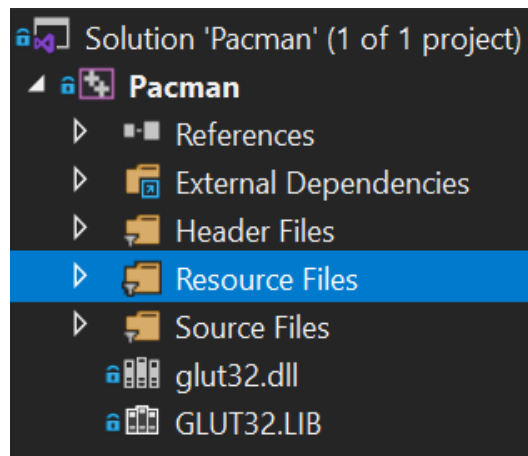 Solution 'Pacman' (1 of 1 project)
Pacman
References
External Dependencies
Header Files
Resource Files
Source Files
glut32.dll
GLUT32.LIB